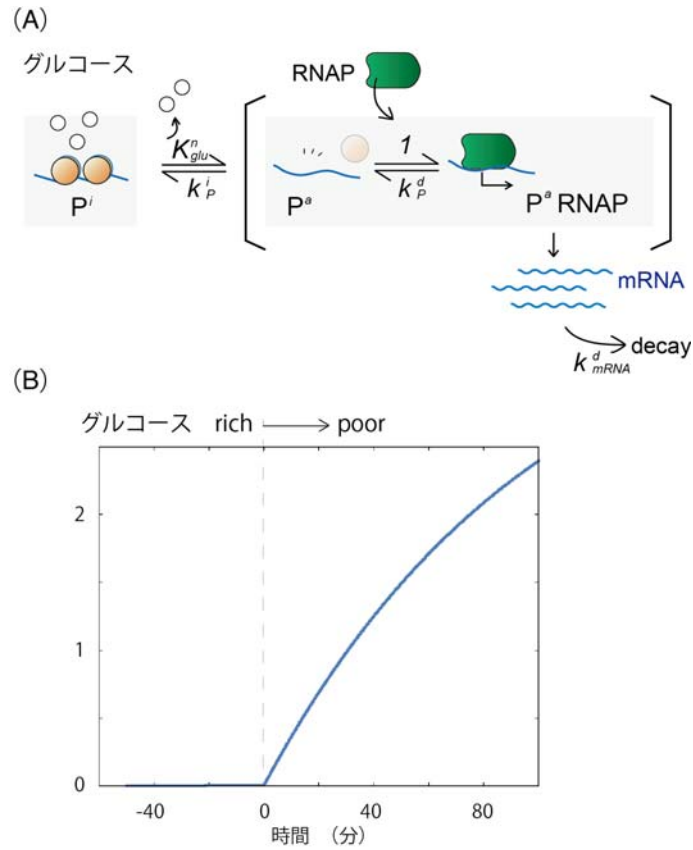 (A)
グルコース
RNAP
K^n_glu
k^i_P
1
k^d_P
P^i
P^a
P^a RNAP
mRNA
k^d_mRNA decay
(B)
グルコース rich poor
2
1
0
-40 0 40 80
時間 (分)